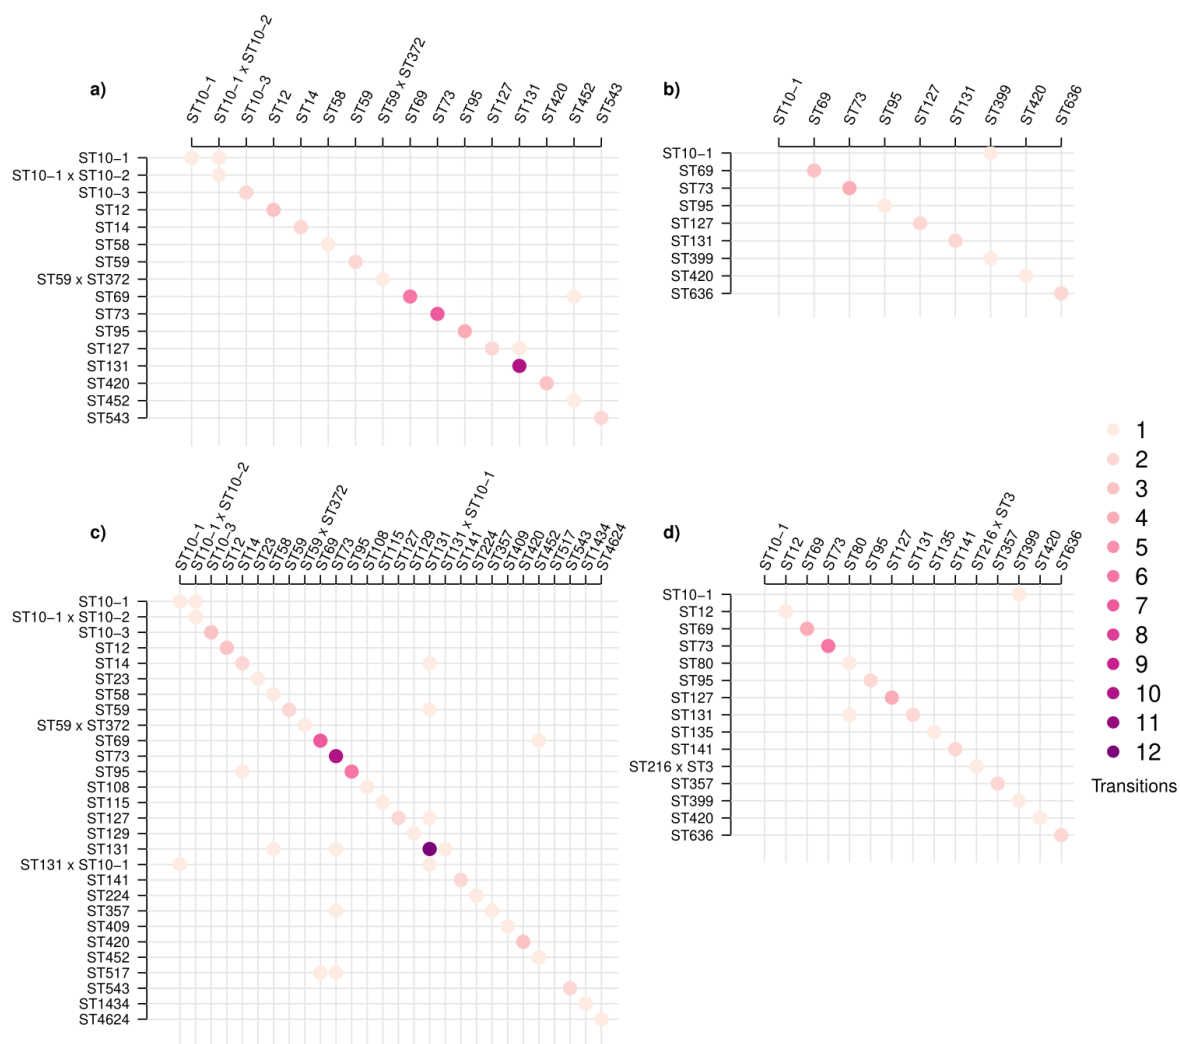 a)
ST10−1
ST10−1 x ST10−2
ST10−3
ST12
ST14
ST58
ST59
ST59 x ST372
ST69
ST73
ST95
ST127
ST131
ST420
ST452
ST543
ST10−1
ST10−1 x ST10−2
ST10−3
ST12
ST14
ST58
ST59
ST59 x ST372
ST69
ST73
ST95
ST127
ST131
ST420
ST452
ST543
b)
ST10−1
ST69
ST73
ST95
ST127
ST131
ST399
ST420
ST636
ST10−1
ST69
ST73
ST95
ST127
ST131
ST399
ST420
ST636
c)
ST10−1
ST10−1 x ST10−2
ST10−3
ST12
ST14
ST23
ST58
ST59
ST59 x ST372
ST69
ST73
ST95
ST108
ST115
ST127
ST129
ST131
ST131 x ST10−1
ST141
ST224
ST357
ST409
ST420
ST452
ST517
ST543
ST1434
ST4624
ST10−1
ST10−1 x ST10−2
ST10−3
ST12
ST14
ST23
ST58
ST59
ST59 x ST372
ST69
ST73
ST95
ST108
ST115
ST127
ST129
ST131
ST131 x ST10−1
ST141
ST224
ST357
ST409
ST420
ST452
ST517
ST543
ST1434
ST4624
d)
ST10−1
ST12
ST69
ST73
ST80
ST95
ST127
ST131
ST135
ST141
ST216 x ST3
ST357
ST399
ST420
ST636
ST10−1
ST12
ST69
ST73
ST80
ST95
ST127
ST131
ST135
ST141
ST216 x ST3
ST357
ST399
ST420
ST636
1
2
3
4
5
6
7
8
9
10
11
12
Transitions